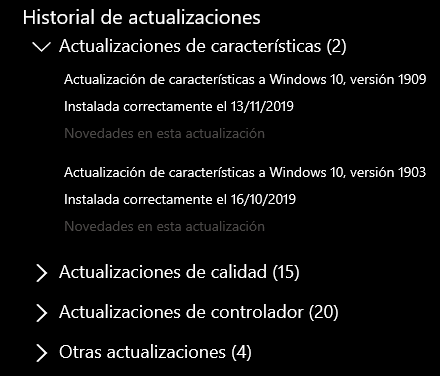 Historial de actualizaciones
Actualizaciones de características (2)
Actualización de características a Windows 10, versión 1909
Instalada correctamente el 13/11/2019
Novedades en esta actualización
Actualización de características a Windows 10, versión 1903
Instalada correctamente el 16/10/2019
Novedades en esta actualización
Actualizaciones de calidad (15)
Actualizaciones de controlador (20)
Otras actualizaciones (4)